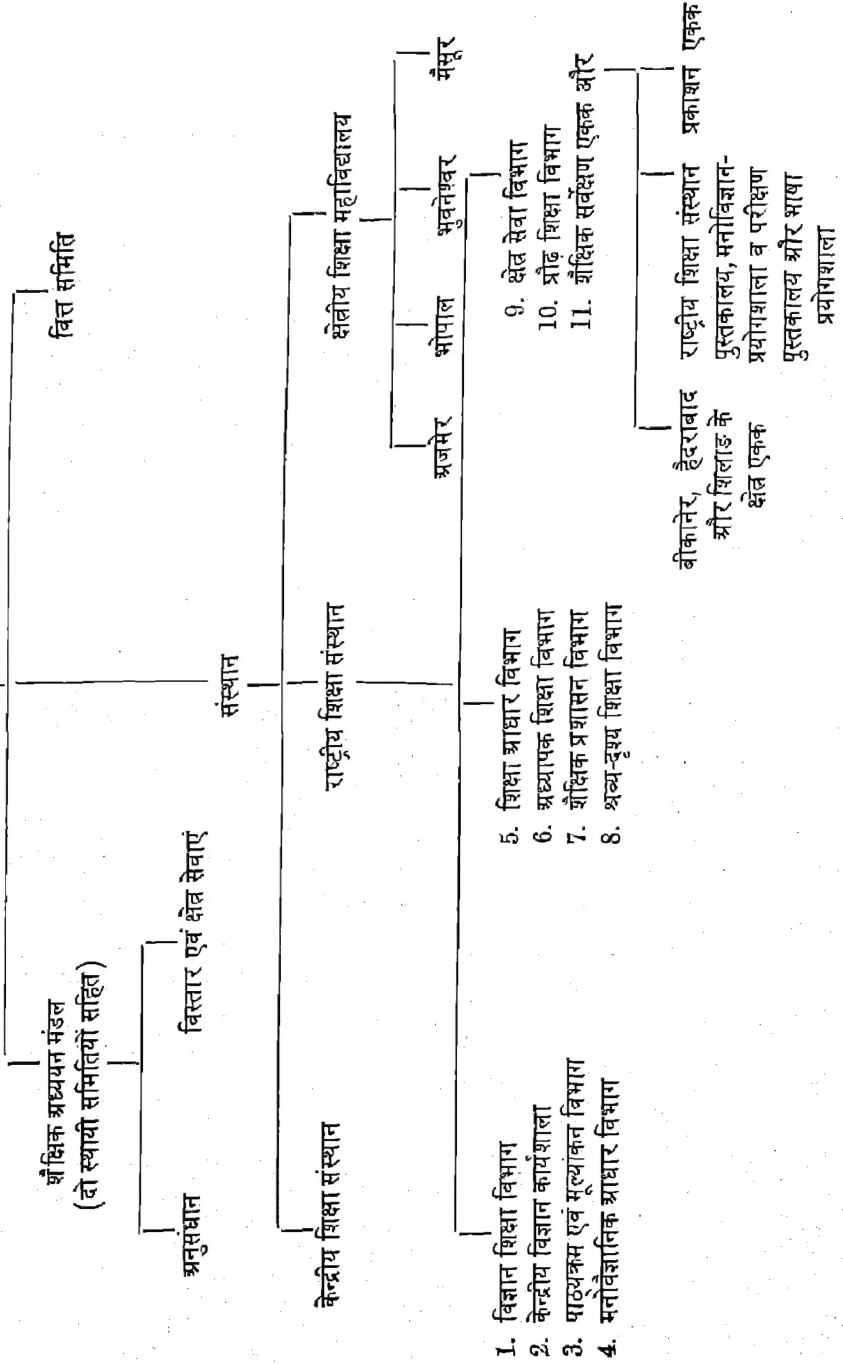 शैक्षिक अध्ययन मंडल
(दो स्थायी समितियों सहित)
वित्त समिति
अनुसंधान
विस्तार एवं क्षेत्र सेवाएं
संस्थान
केन्द्रीय शिक्षा संस्थान
राष्ट्रीय शिक्षा संस्थान
क्षेत्रीय शिक्षा महाविद्यालय
अजमेर
भोपाल
भुवनेश्वर
मैसूर
1. विज्ञान शिक्षा विभाग
2. केन्द्रीय विज्ञान कार्यशाला
3. पाठ्यक्रम एवं मूल्यांकन विभाग
4. मनोवैज्ञानिक आधार विभाग
5. शिक्षा आधार विभाग
6. अध्यापक शिक्षा विभाग
7. शैक्षिक प्रशासन विभाग
8. श्रव्य-दृश्य शिक्षा विभाग
9. क्षेत्र सेवा विभाग
10. प्रौढ़ शिक्षा विभाग
11. शैक्षिक सर्वेक्षण एकक और
बीकानेर, हैदराबाद
और शिलाङ के
क्षेत्र एकक
राष्ट्रीय शिक्षा संस्थान
पुस्तकालय, मनोविज्ञान-
प्रयोगशाला व परीक्षण
पुस्तकालय और भाषा
प्रयोगशाला
प्रकाशन एकक